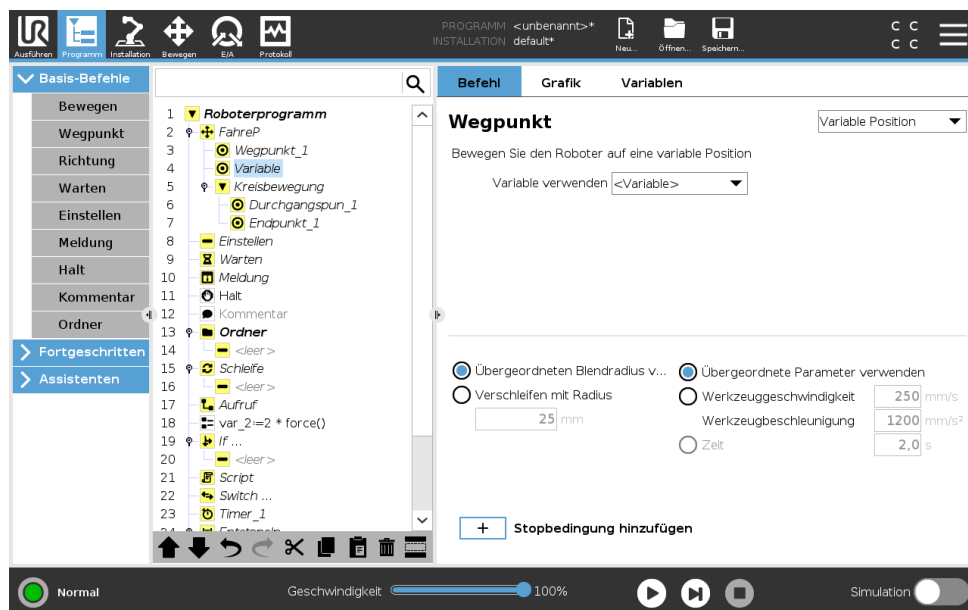 PROGRAMM <unbenannt>*
INSTALLATION default*
Ausführen Programm Installation Bewegen E/A Protokoll Neu... Öffnen... Speichern...
C C
C C
Basis-Befehle
Bewegen
Wegpunkt
Richtung
Warten
Einstellen
Meldung
Halt
Kommentar
Ordner
Fortgeschritten
Assistenten
1 Roboterprogramm
2 FahreP
3 Wegpunkt_1
4 Variable
5 Kreisbewegung
6 Durchgangspun_1
7 Endpunkt_1
8 Einstellen
9 Warten
10 Meldung
11 Halt
12 Kommentar
13 Ordner
14 <leer>
15 Schleife
16 <leer>
17 Aufruf
18 var_2:=2 * force()
19 If ...
20 <leer>
21 Script
22 Switch ...
23 Timer_1
Befehl Grafik Variablen
Wegpunkt Variable Position
Bewegen Sie den Roboter auf eine variable Position
Variable verwenden <Variable>
Übergeordneten Blendradius v...
Verschleifen mit Radius
25 mm
Übergeordnete Parameter verwenden
Werkzeuggeschwindigkeit 250 mm/s
Werkzeugbeschleunigung 1200 mm/s²
Zeit 2,0 s
+ Stopbedingung hinzufügen
Normal Geschwindigkeit 100% Simulation